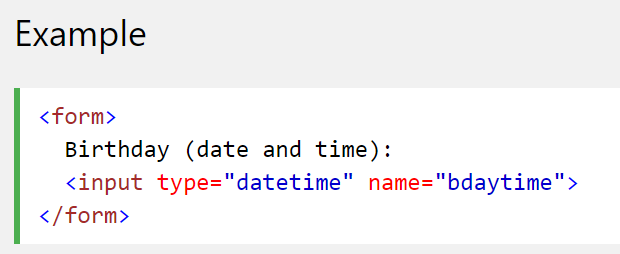 Example
<form>
Birthday (date and time):
<input type="datetime" name="bdaytime">
</form>